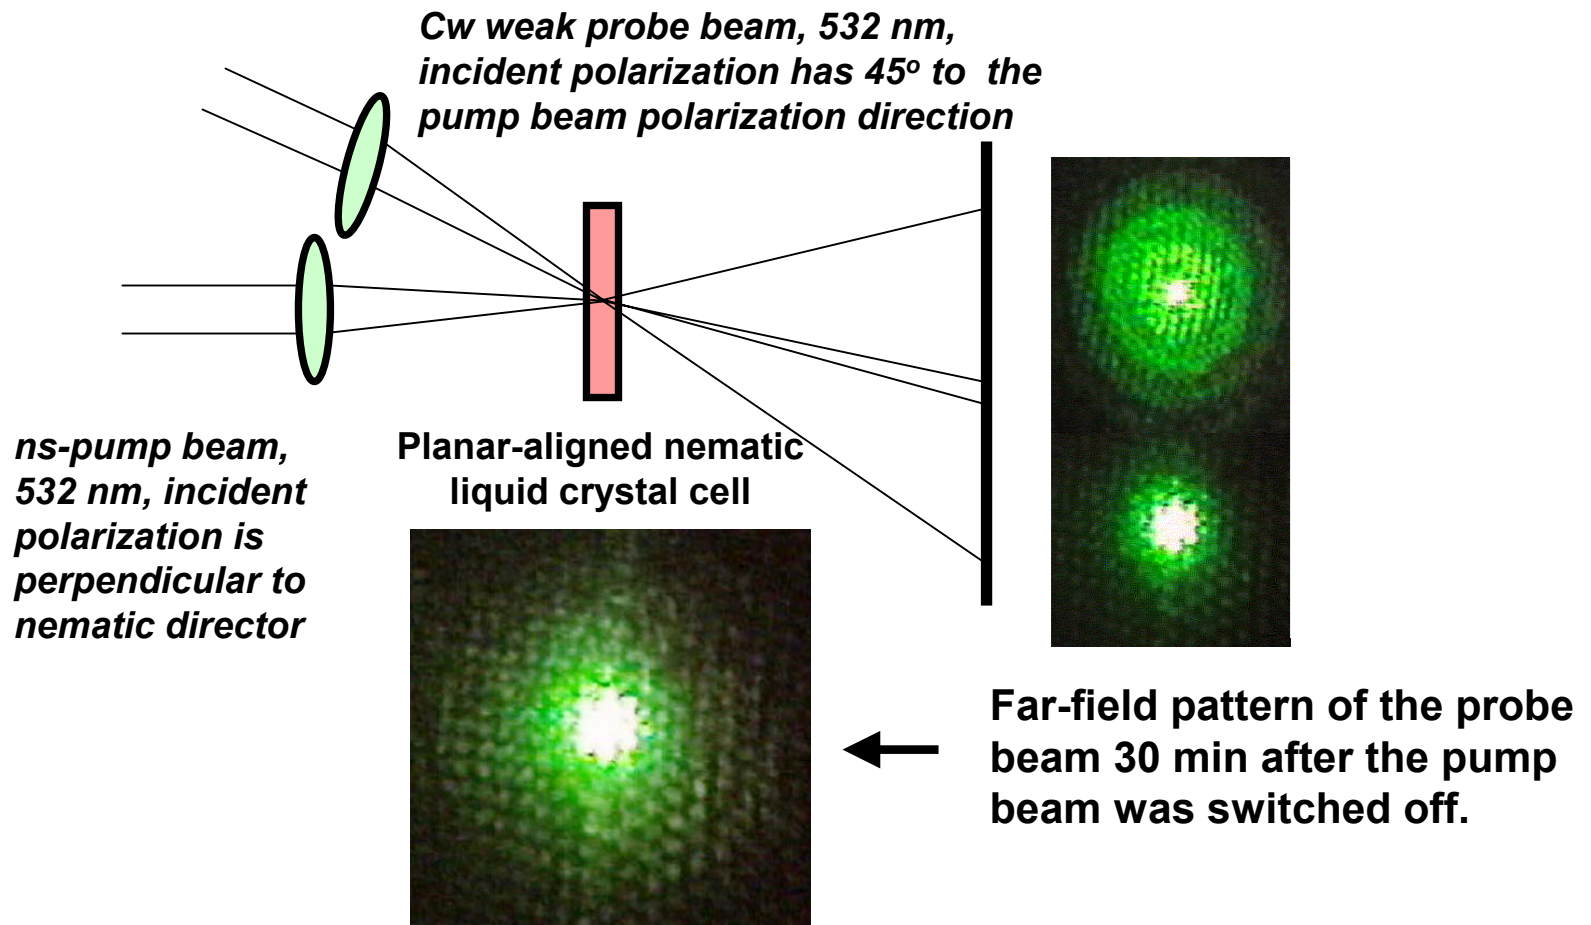 Cw weak probe beam, 532 nm,
incident polarization has 45º to the
pump beam polarization direction
ns-pump beam,
532 nm, incident
polarization is
perpendicular to
nematic director
Planar-aligned nematic
liquid crystal cell
Far-field pattern of the probe
beam 30 min after the pump
beam was switched off.